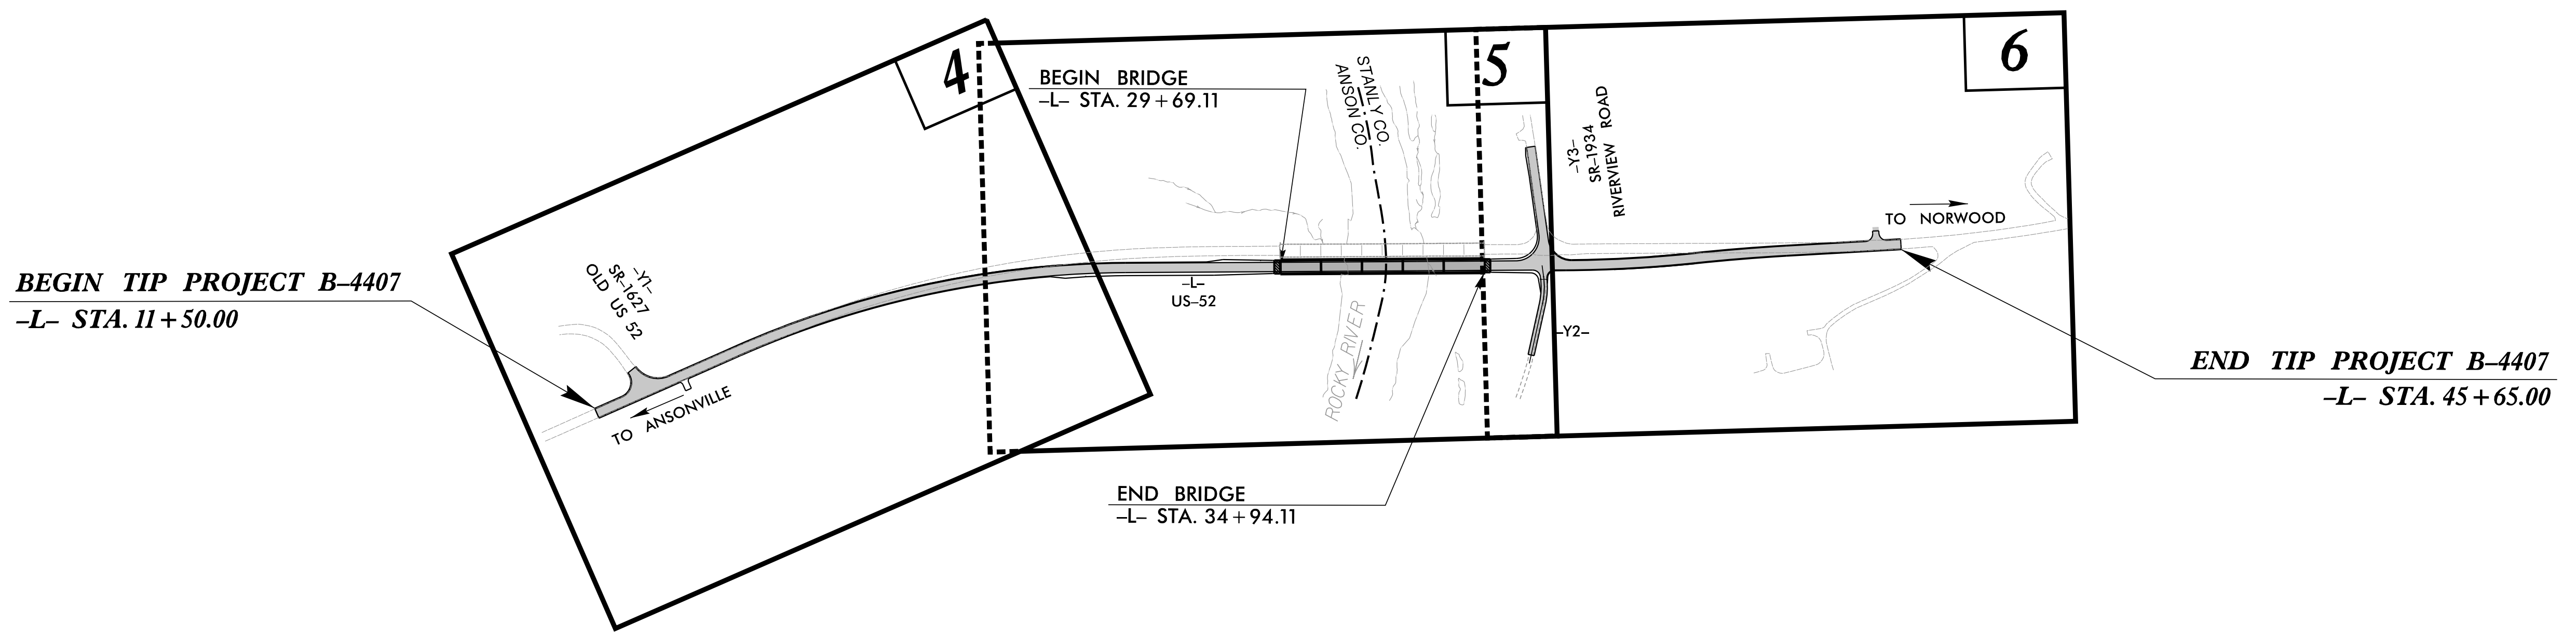 4
5
6
BEGIN BRIDGE
–L– STA. 29+69.11
STANLY CO.
ANSON CO.
–Y3–
SR–1934
RIVERVIEW ROAD
TO NORWOOD
BEGIN TIP PROJECT B–4407
–L– STA. 11+50.00
–Y1–
SR–1627
OLD US 52
–L–
US–52
–Y2–
ROCKY RIVER
TO ANSONVILLE
END TIP PROJECT B–4407
–L– STA. 45+65.00
END BRIDGE
–L– STA. 34+94.11